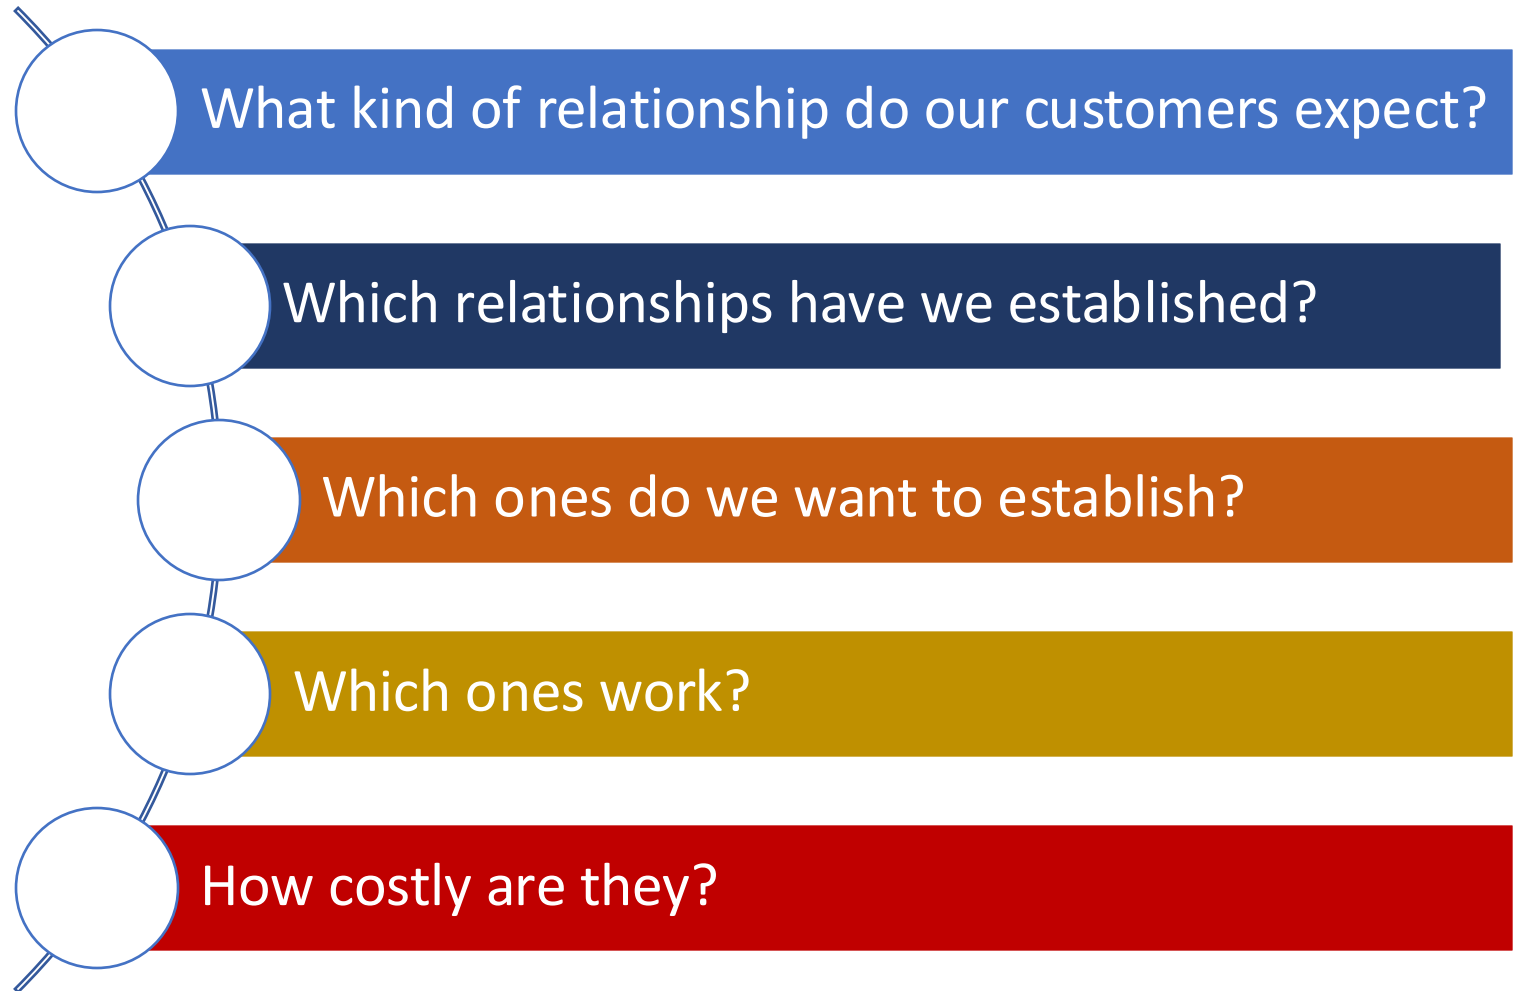 What kind of relationship do our customers expect?
Which relationships have we established?
Which ones do we want to establish?
Which ones work?
How costly are they?